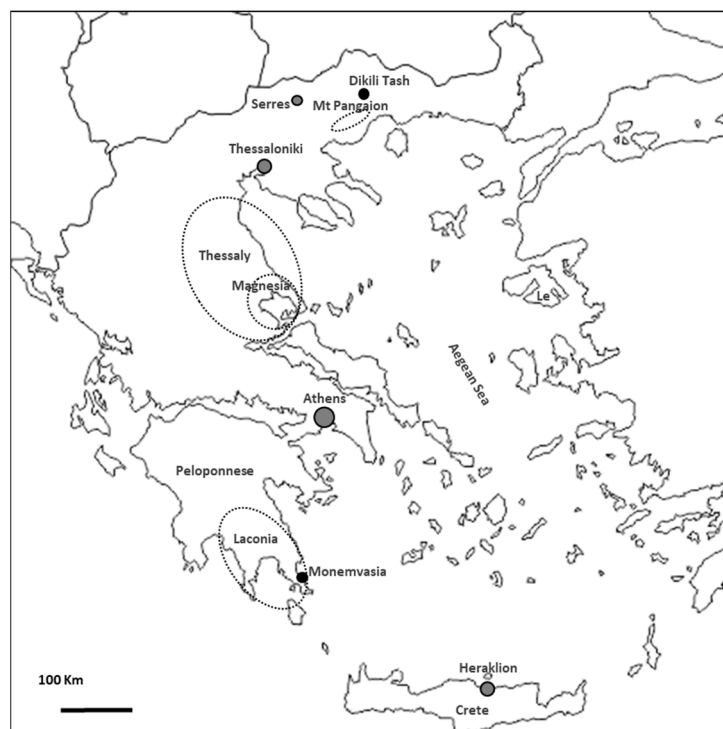 Dikili Tash
Serres
Mt Pangaion
Thessaloniki
Thessaly
Magnesia
Le
Aegean Sea
Athens
Peloponnese
Laconia
Monemvasia
Heraklion
100 Km
Crete